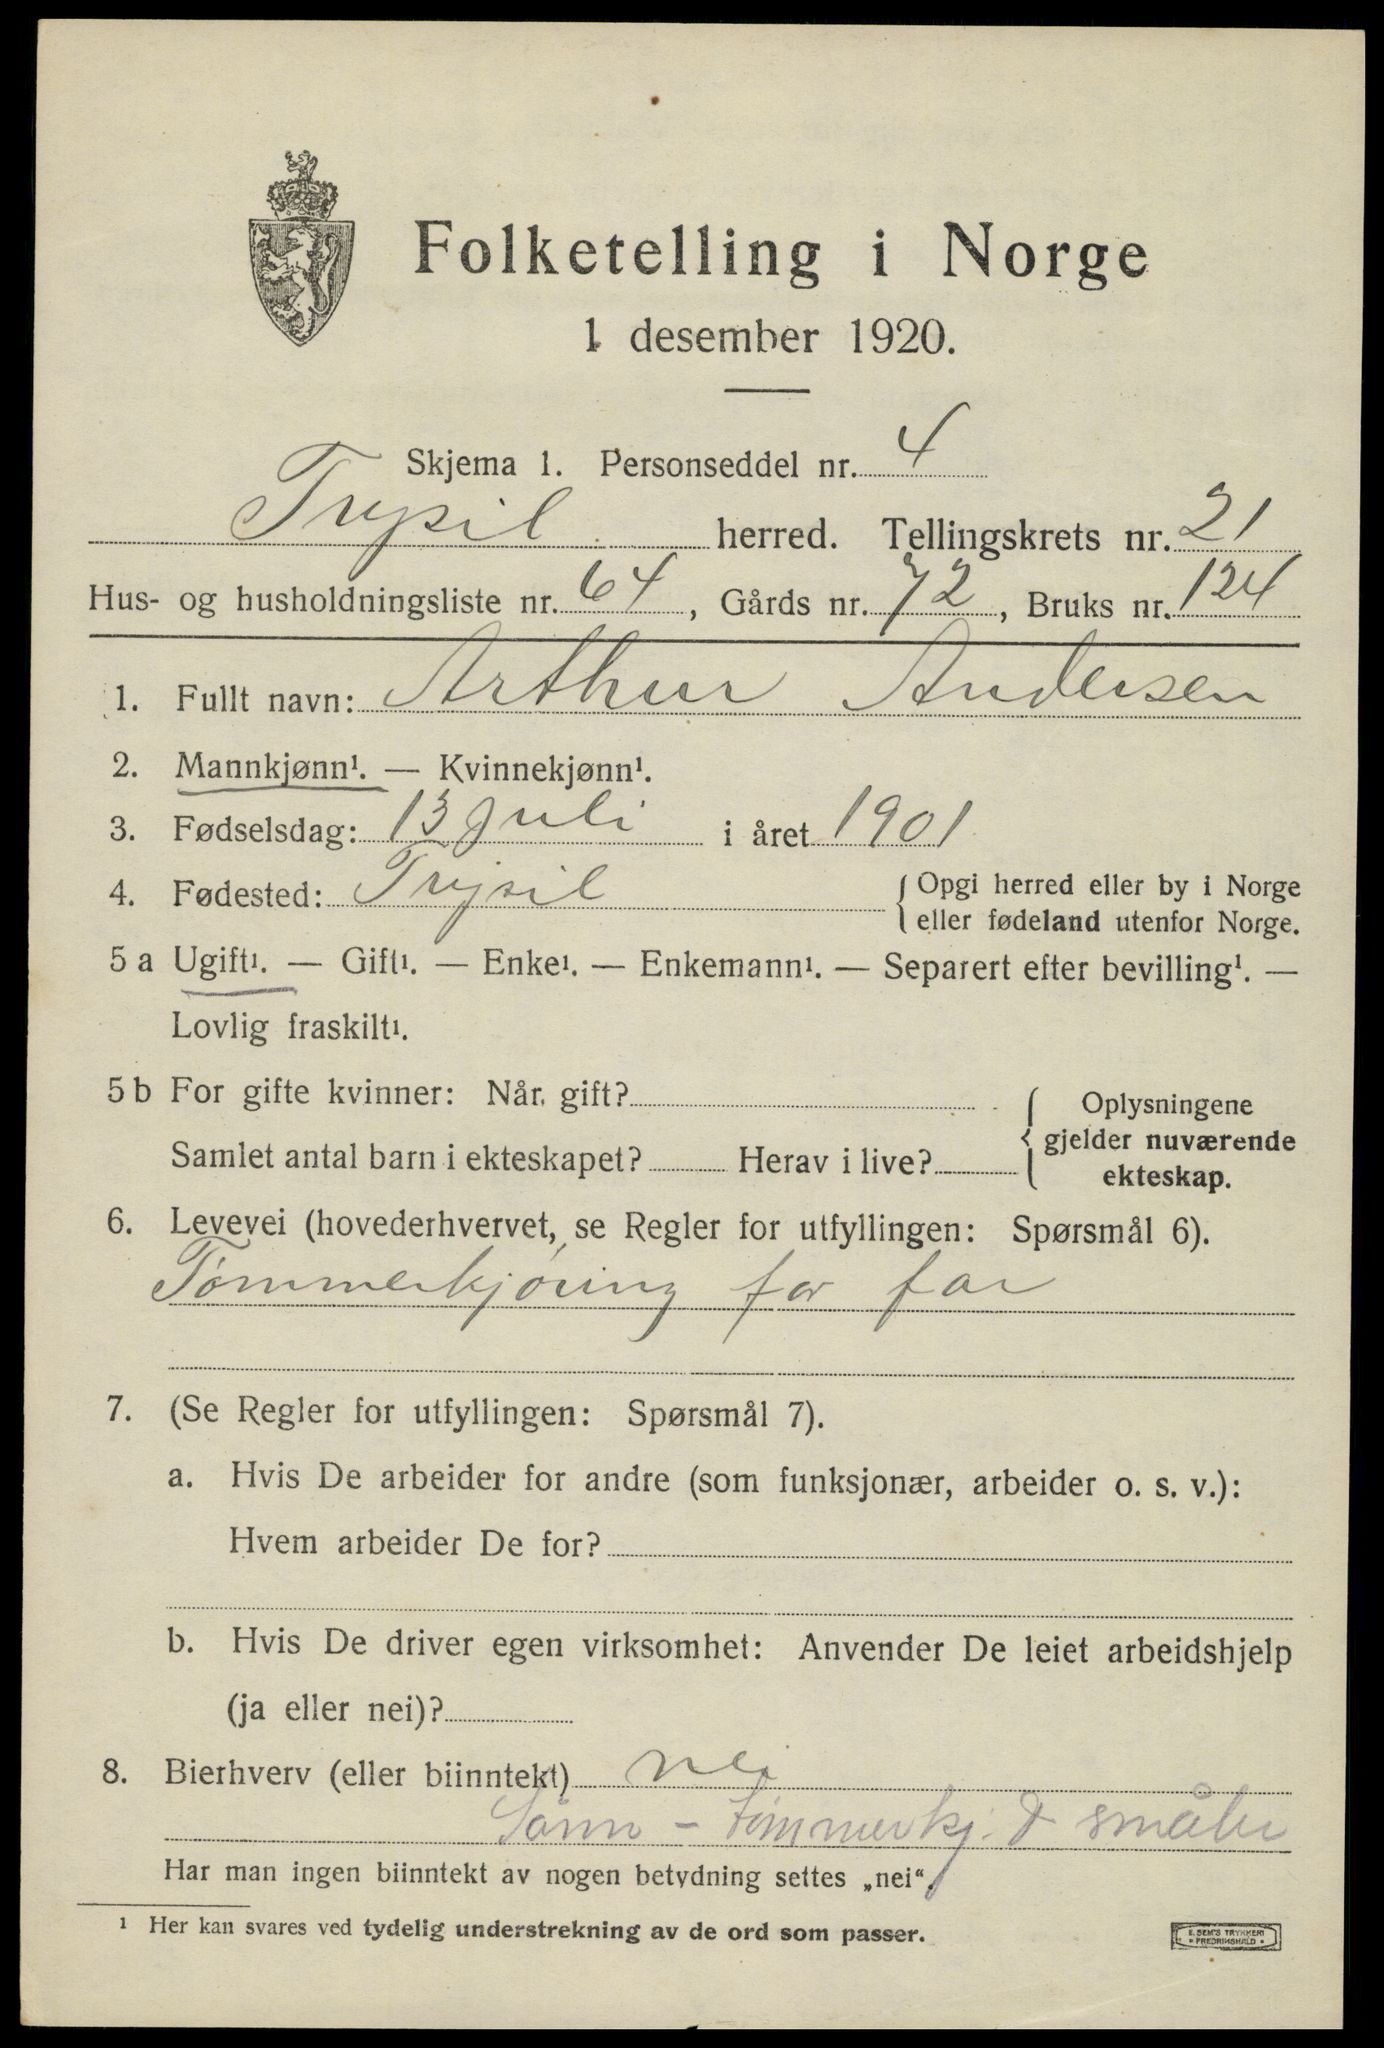 Folketelling i Norge
1. desember 1920.
Skjema 1. Personseddel nr. 4
Trysil herred. Tellingskrets nr. 21
Hus- og husholdningsliste nr. 64, Gårds nr. 72, Bruks nr. 124
1. Fullt navn: Arthur Andersen
2. Mannkjønn¹. — Kvinnekjønn¹.
3. Fødselsdag: 13 juli i året 1901
4. Fødested: Trysil
{ Opgi herred eller by i Norge
eller fødeland utenfor Norge.
5 a Ugift¹. — Gift¹. — Enke¹. — Enkemann¹. — Separert efter bevilling¹. —
Lovlig fraskilt¹.
5 b For gifte kvinner: Når gift?
Samlet antal barn i ekteskapet? Herav i live?
{ Oplysningene
gjelder nuværende
ekteskap.
6. Levevei (hovederhvervet, se Regler for utfyllingen: Spørsmål 6).
Tømmerkjøring for far
7. (Se Regler for utfyllingen: Spørsmål 7).
a. Hvis De arbeider for andre (som funksjonær, arbeider o. s. v.):
Hvem arbeider De for?
b. Hvis De driver egen virksomhet: Anvender De leiet arbeidshjelp
(ja eller nei)?
8. Bierhverv (eller biinntekt) nei
Sønn - tømmerkj. &
Har man ingen biinntekt av nogen betydning settes „nei“.
¹ Her kan svares ved tydelig understrekning av de ord som passer.
E. SEM'S TRYKKERI
• FREDRIKSHALD •